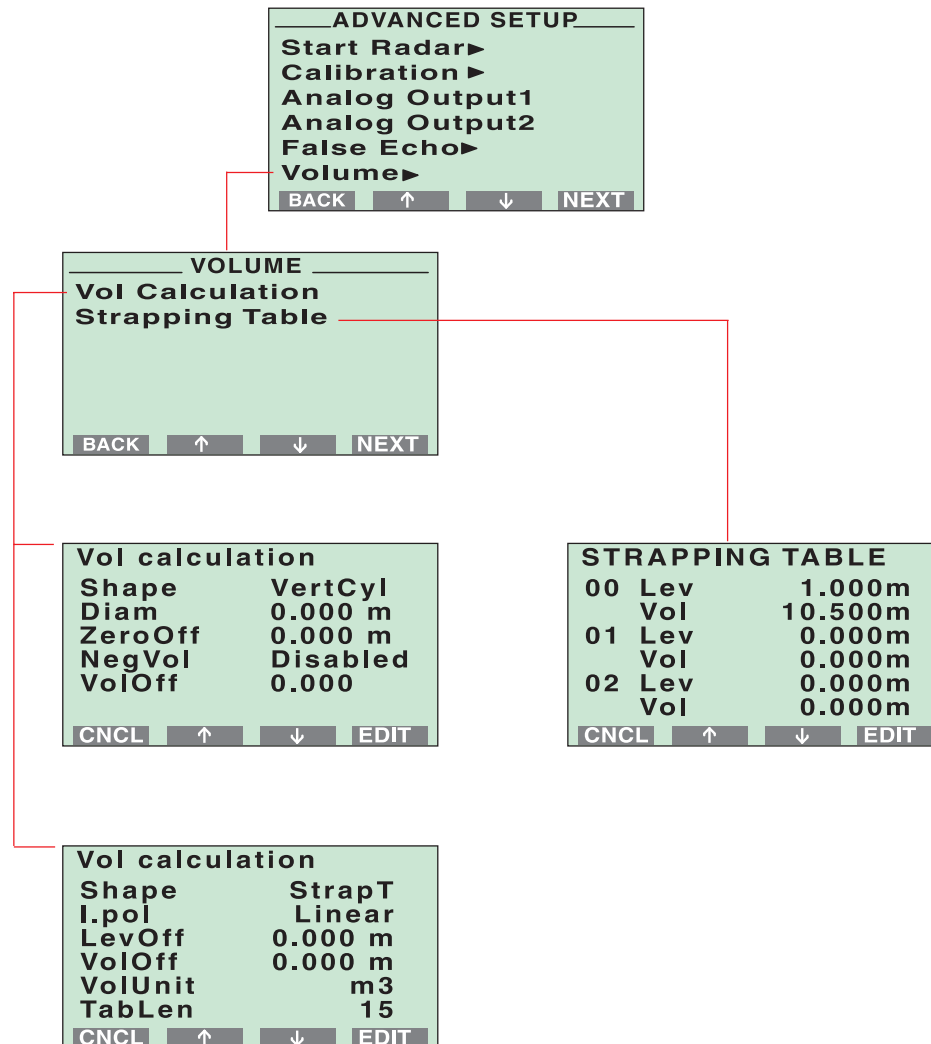 ADVANCED SETUP
Start Radar►
Calibration ►
Analog Output1
Analog Output2
False Echo►
Volume►
BACK ↑ ↓ NEXT
VOLUME
Vol Calculation
Strapping Table
BACK ↑ ↓ NEXT
Vol calculation
Shape VertCyl
Diam 0.000 m
ZeroOff 0.000 m
NegVol Disabled
VolOff 0.000
CNCL ↑ ↓ EDIT
STRAPPING TABLE
00 Lev 1.000m
Vol 10.500m
01 Lev 0.000m
Vol 0.000m
02 Lev 0.000m
Vol 0.000m
CNCL ↑ ↓ EDIT
Vol calculation
Shape StrapT
I.pol Linear
LevOff 0.000 m
VolOff 0.000 m
VolUnit m3
TabLen 15
CNCL ↑ ↓ EDIT